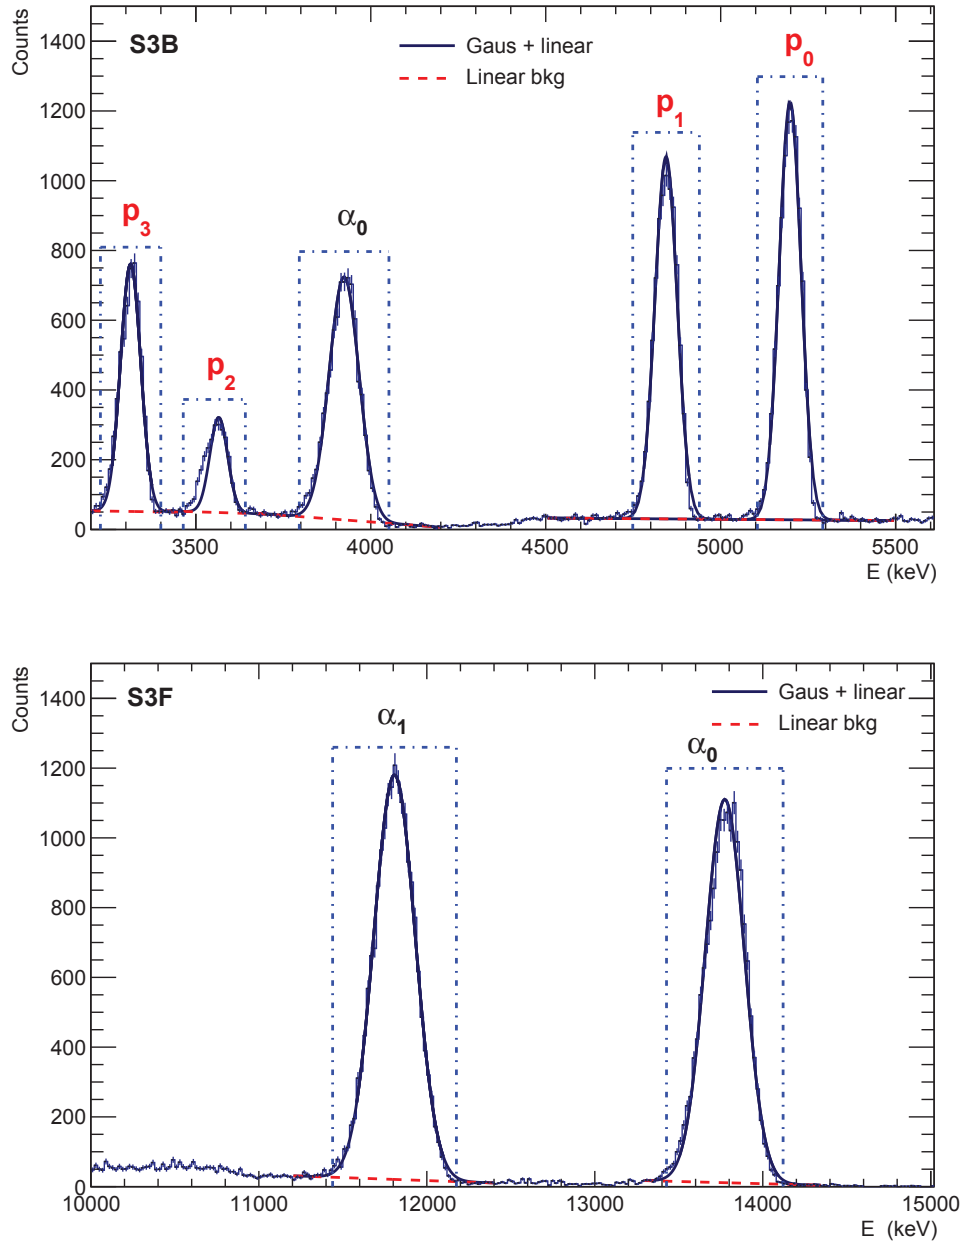 Counts
1400
1200
1000
800
600
400
200
0
S3B
Gaus + linear
Linear bkg
p3
p2
α0
p1
p0
3500 4000 4500 5000 5500
E (keV)
Counts
1400
1200
1000
800
600
400
200
0
S3F
Gaus + linear
Linear bkg
α1
α0
10000 11000 12000 13000 14000 15000
E (keV)